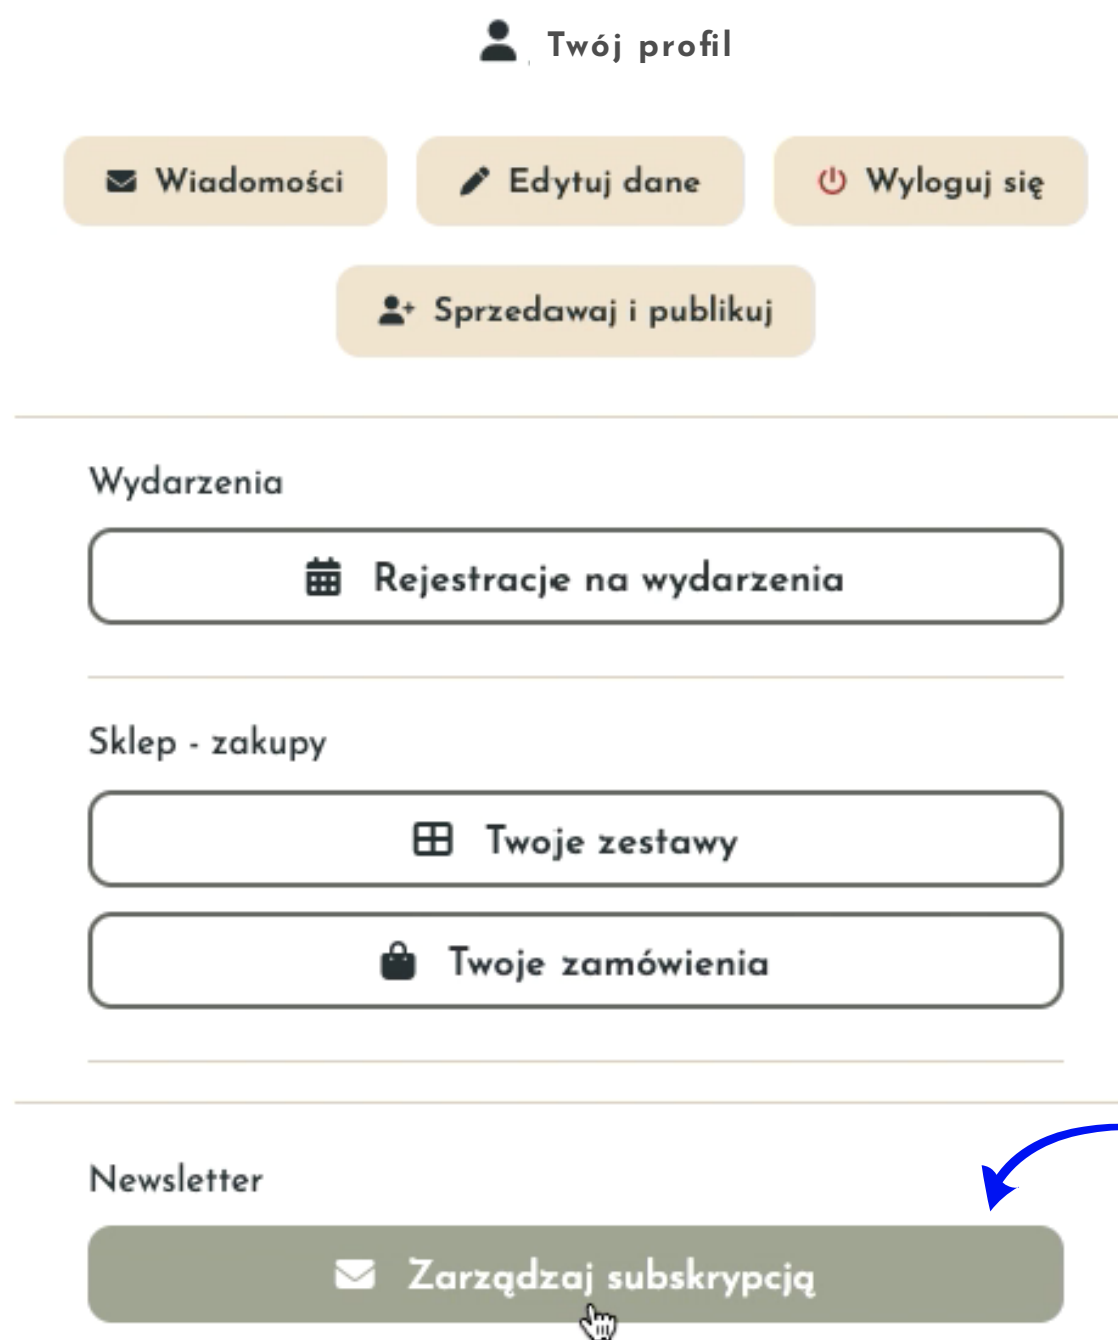 Twój profil
Wiadomości
Edytuj dane
Wyloguj się
Sprzedawaj i publikuj
Wydarzenia
Rejestracje na wydarzenia
Sklep - zakupy
Twoje zestawy
Twoje zamówienia
Newsletter
Zarządzaj subskrypcją